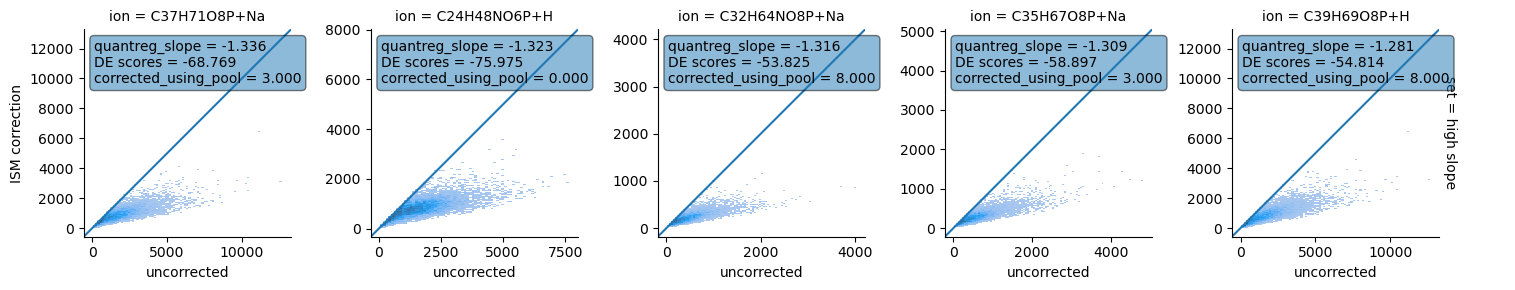 ion = C37H71O8P+Na
quantreg_slope = -1.336
DE scores = -68.769
corrected_using_pool = 3.000
12000
10000
8000
6000
4000
2000
0
ISM correction
0 5000 10000
uncorrected
ion = C24H48NO6P+H
quantreg_slope = -1.323
DE scores = -75.975
corrected_using_pool = 0.000
8000
6000
4000
2000
0
0 2500 5000 7500
uncorrected
ion = C32H64NO8P+Na
quantreg_slope = -1.316
DE scores = -53.825
corrected_using_pool = 8.000
4000
3000
2000
1000
0
0 2000 4000
uncorrected
ion = C35H67O8P+Na
quantreg_slope = -1.309
DE scores = -58.897
corrected_using_pool = 3.000
5000
4000
3000
2000
1000
0
0 2000 4000
uncorrected
ion = C39H69O8P+H
quantreg_slope = -1.281
DE scores = -54.814
corrected_using_pool = 8.000
12000
10000
8000
6000
4000
2000
0
0 5000 10000
uncorrected
set = high slope